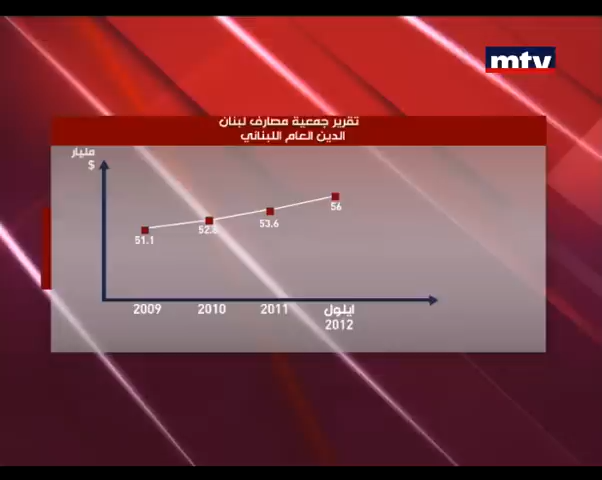 mtv
تقرير جمعية مصارف لبنان
الدين العام اللبناني
مليار
$
51.1
53.6
56
2009
2010
2011
ايلول
2012